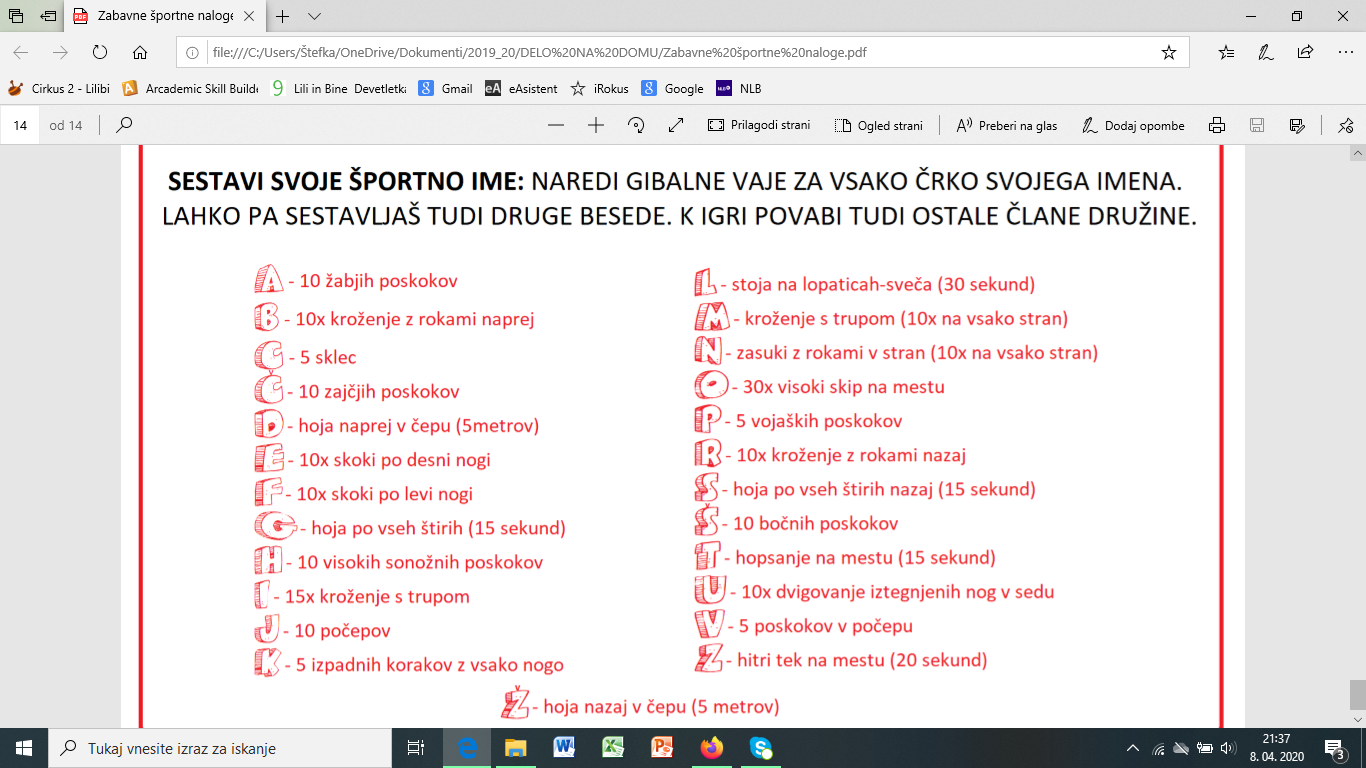 Zabavne športne naloge
file:///C:/Users/Štefka/OneDrive/Dokumenti/2019_20/DELO%20NA%20DOMU/Zabavne%20športne%20naloge.pdf
Cirkus 2 - Lilibi Arcademic Skill Builde Lili in Bine Devetletka Gmail eAsistent iRokus Google NLB
14 od 14 Prilagodi strani Ogled strani Preberi na glas Dodaj opombe
SESTAVI SVOJE ŠPORTNO IME: NAREDI GIBALNE VAJE ZA VSAKO ČRKO SVOJEGA IMENA.
LAHKO PA SESTAVLJAŠ TUDI DRUGE BESEDE. K IGRI POVABI TUDI OSTALE ČLANE DRUŽINE.
A - 10 žabjih poskokov
B - 10x kroženje z rokami naprej
C - 5 sklec
Č - 10 zajčjih poskokov
D - hoja naprej v čepu (5metrov)
E - 10x skoki po desni nogi
F - 10x skoki po levi nogi
G - hoja po vseh štirih (15 sekund)
H - 10 visokih sonožnih poskokov
I - 15x kroženje s trupom
J - 10 počepov
K - 5 izpadnih korakov z vsako nogo
L - stoja na lopaticah-sveča (30 sekund)
M - kroženje s trupom (10x na vsako stran)
N - zasuki z rokami v stran (10x na vsako stran)
O - 30x visoki skip na mestu
P - 5 vojaških poskokov
R - 10x kroženje z rokami nazaj
S - hoja po vseh štirih nazaj (15 sekund)
Š - 10 bočnih poskokov
T - hopsanje na mestu (15 sekund)
U - 10x dvigovanje iztegnjenih nog v sedu
V - 5 poskokov v počepu
Z - hitri tek na mestu (20 sekund)
Ž - hoja nazaj v čepu (5 metrov)
Tukaj vnesite izraz za iskanje
21:37
8. 04. 2020
3